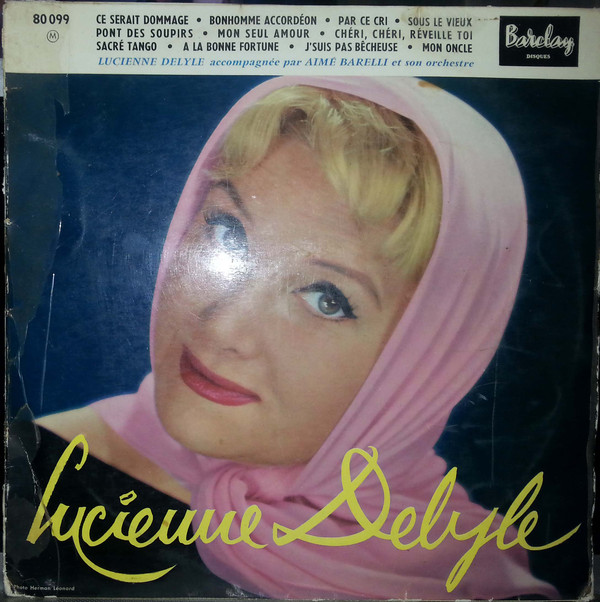 80 099
M
CE SERAIT DOMMAGE • BONHOMME ACCORDÉON • PAR CE CRI • SOUS LE VIEUX
PONT DES SOUPIRS • MON SEUL AMOUR • CHÉRI, CHÉRI, RÉVEILLE TOI
SACRÉ TANGO • A LA BONNE FORTUNE • J'SUIS PAS BÊCHEUSE • MON ONCLE
LUCIENNE DELYLE accompagnée par AIMÉ BARELLI et son orchestre
Barclay
DISQUES
Lucienne Delyle
Photo Herman Léonard